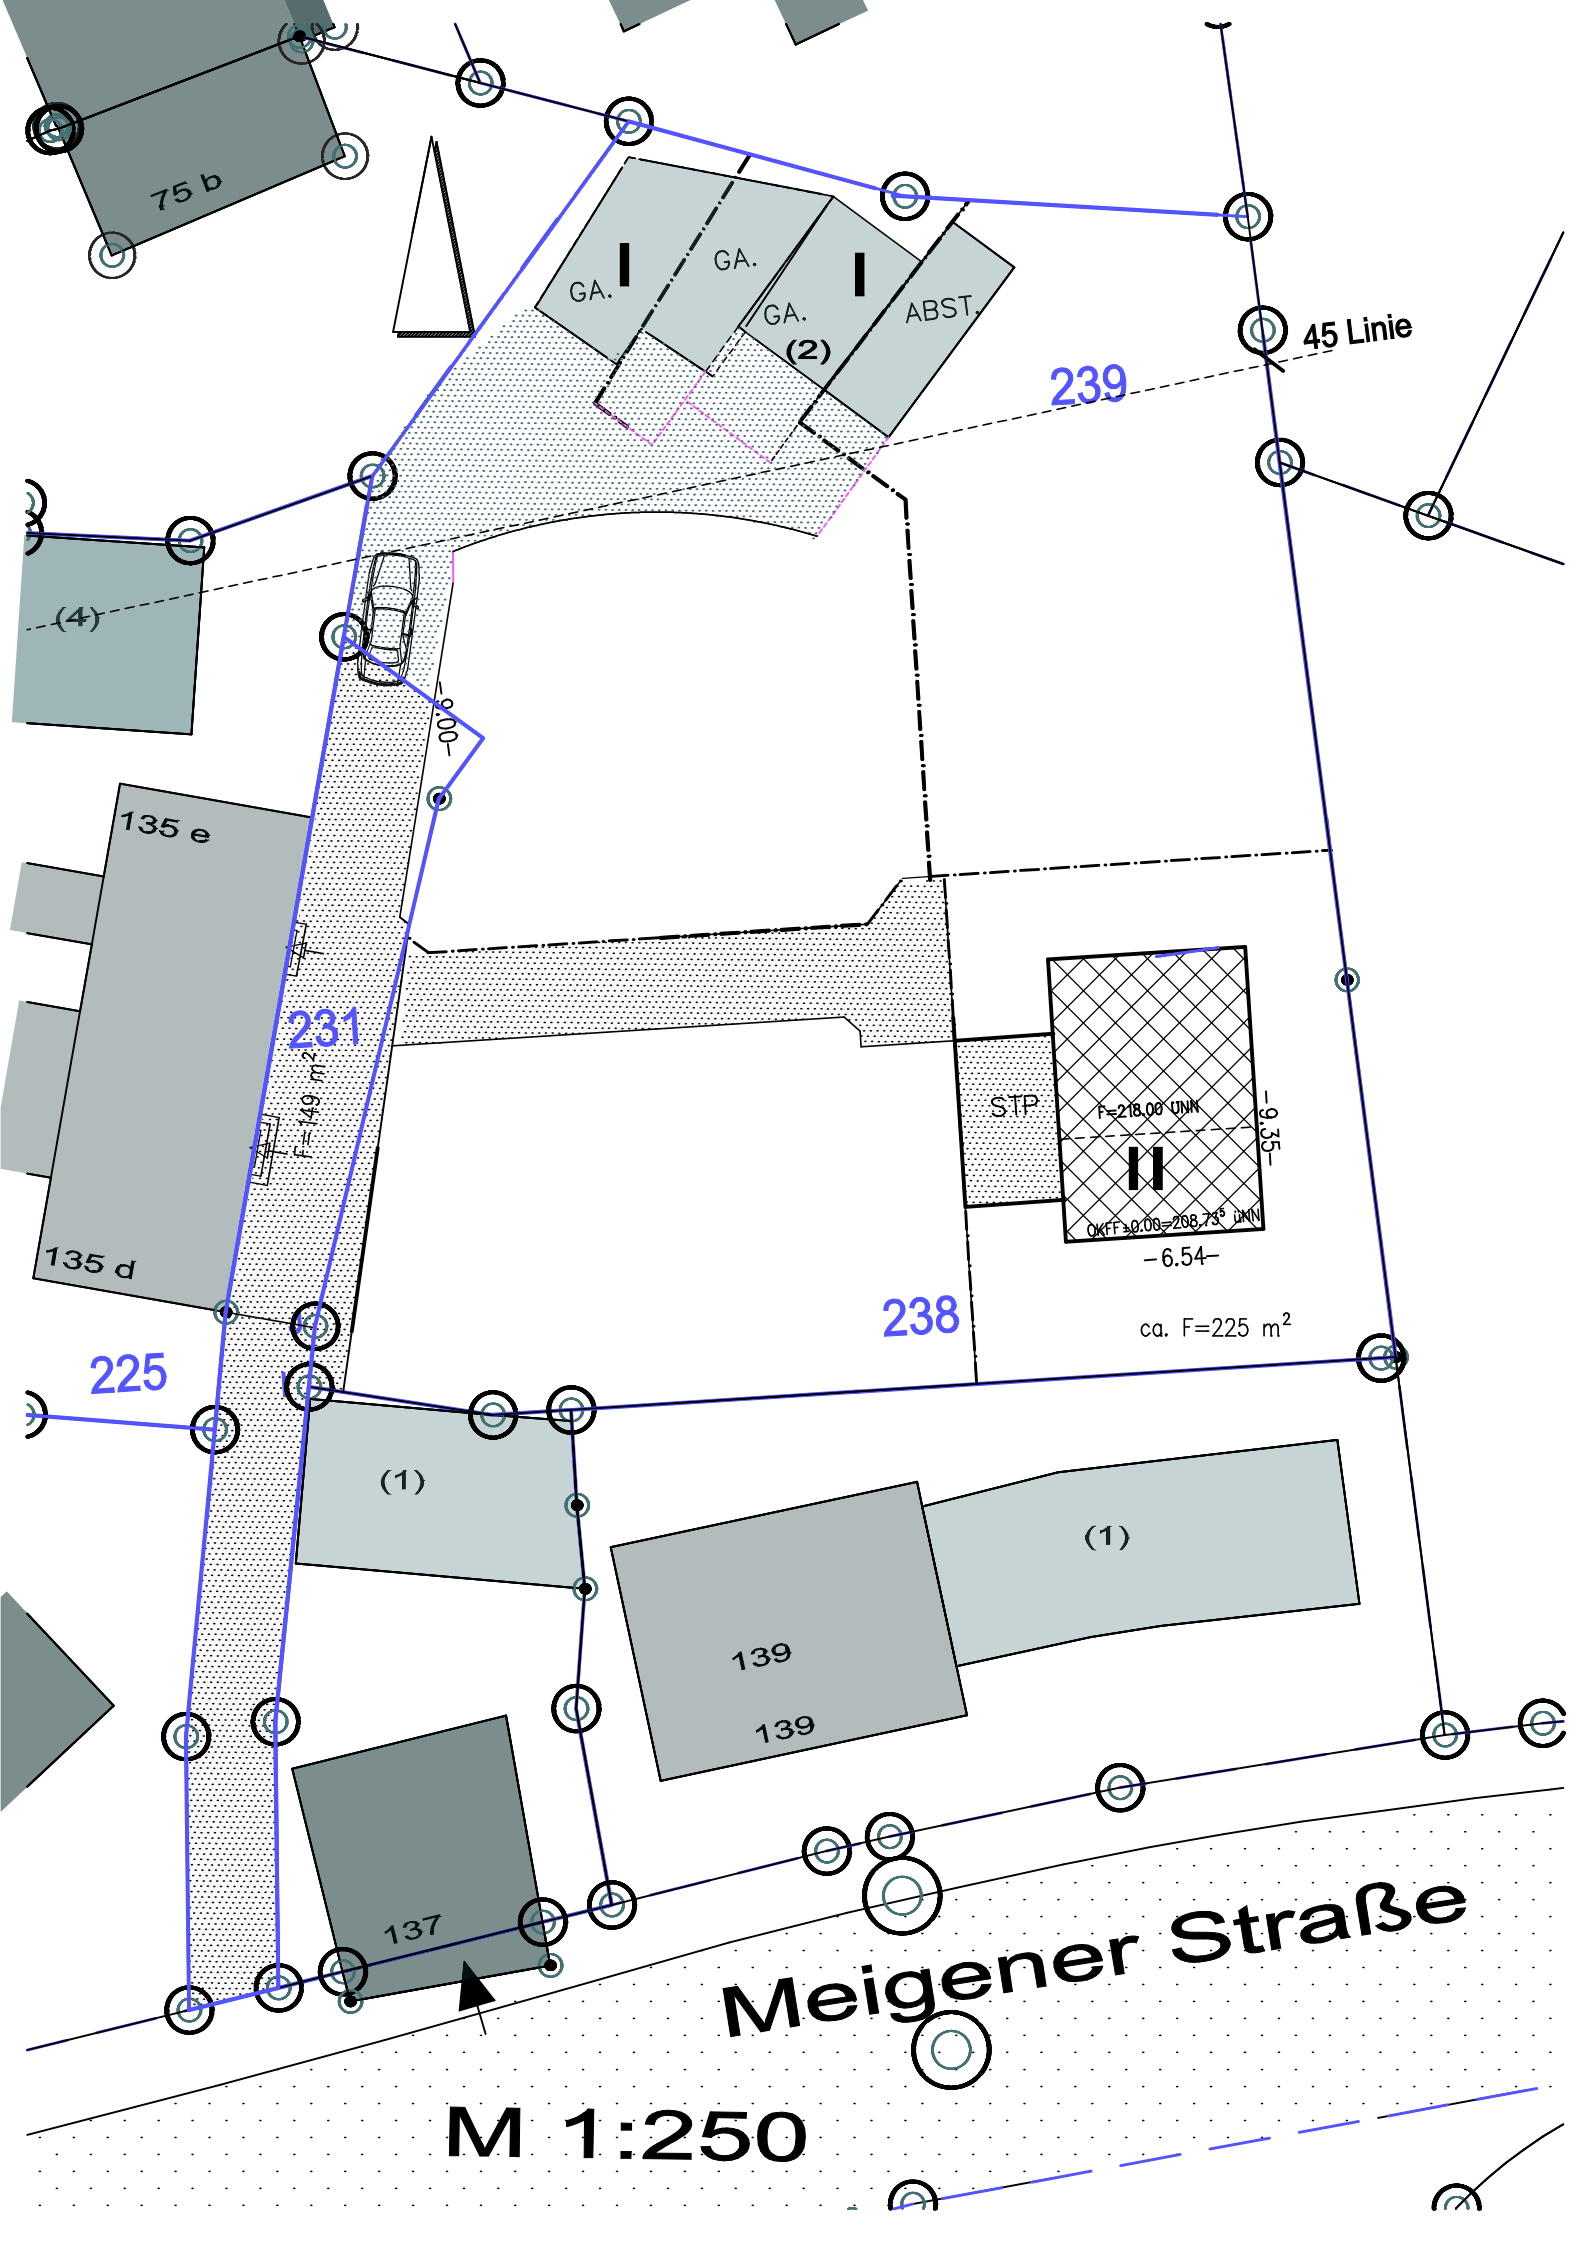 75 b
GA.
I
GA.
GA.
I
(2)
ABST.
45 Linie
239
(4)
-9.00-
135 e
231
F=149 m²
STP
F=218.00 ÜNN
II
-9.35-
OKFF±0.00=208.73⁵ üNN
-6.54-
135 d
238
ca. F=225 m²
225
(1)
(1)
139
139
137
Meigener Straße
M 1:250